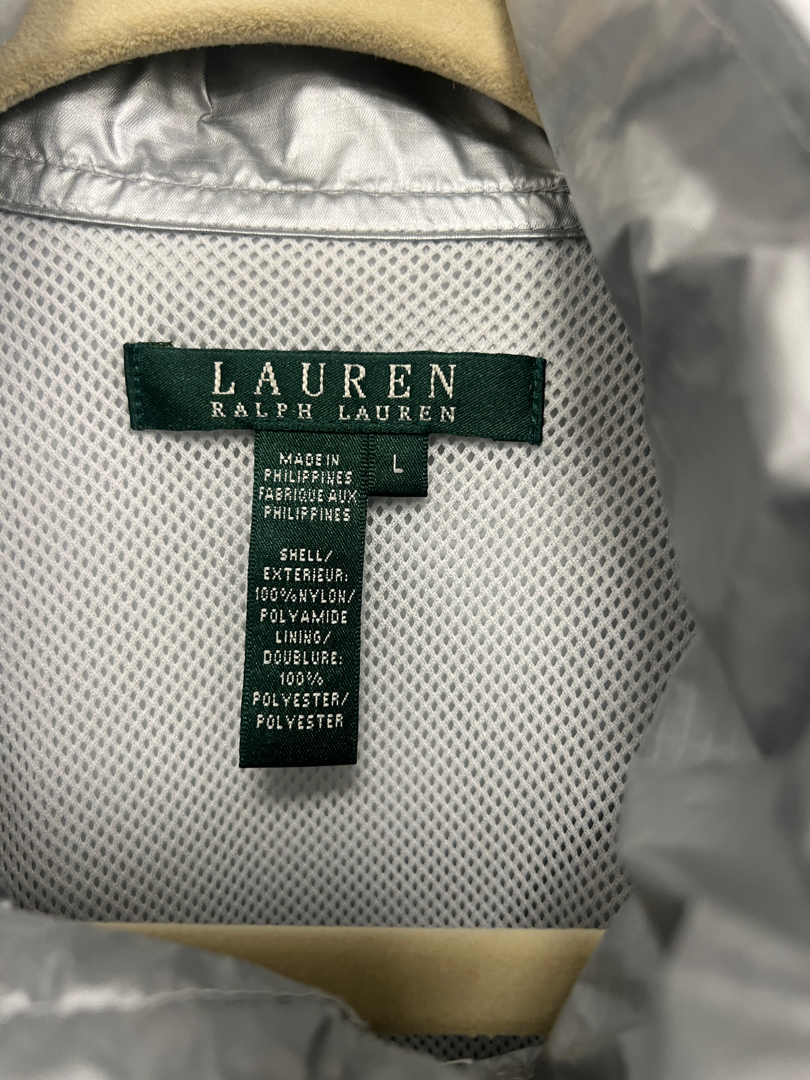 LAUREN
RALPH LAUREN
L
MADE IN
PHILIPPINES
FABRIQUE AUX
PHILIPPINES
SHELL/
EXTERIEUR:
100%NYLON/
POLYAMIDE
LINING/
DOUBLURE:
100%
POLYESTER/
POLYESTER